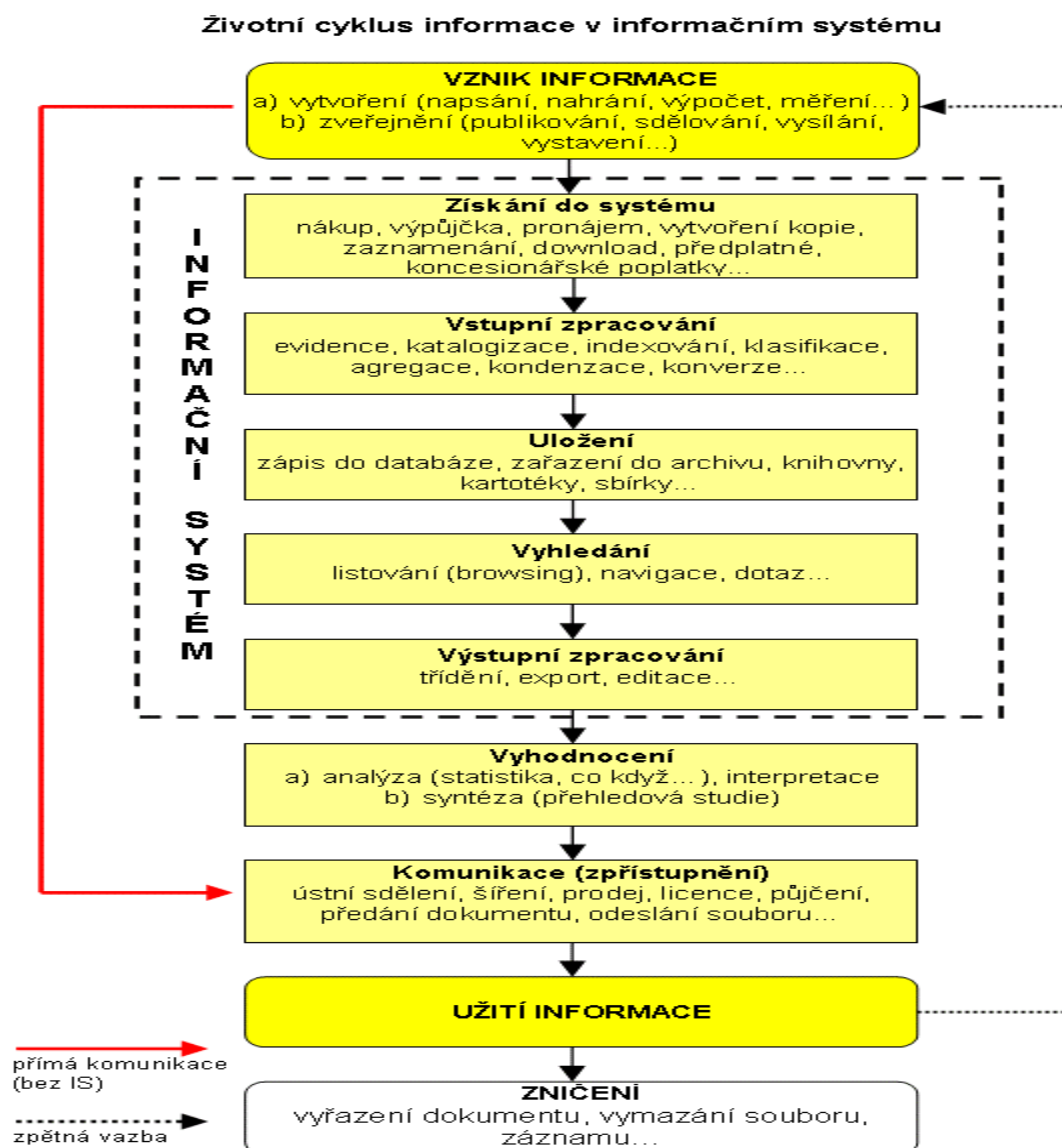 Životní cyklus informace v informačním systému
VZNIK INFORMACE
a) vytvoření (napsání, nahrání, výpočet, měření...)
b) zveřejnění (publikování, sdělování, vysílání,
vystavení...)
INFORMAČNÍ SYSTÉM
Získání do systému
nákup, výpůjčka, pronájem, vytvoření kopie,
zaznamenání, download, předplatné,
koncesionářské poplatky...
Vstupní zpracování
evidence, katalogizace, indexování, klasifikace,
agregace, kondenzace, konverze...
Uložení
zápis do databáze, zařazení do archivu, knihovny,
kartotéky, sbírky...
Vyhledání
listování (browsing), navigace, dotaz...
Výstupní zpracování
třídění, export, editace...
Vyhodnocení
a) analýza (statistika, co když...), interpretace
b) syntéza (přehledová studie)
Komunikace (zpřístupnění)
ústní sdělení, šíření, prodej, licence, půjčení,
předání dokumentu, odeslání souboru...
UŽITÍ INFORMACE
přímá komunikace
(bez IS)
zpětná vazba
ZNIČENÍ
vyřazení dokumentu, vymazání souboru,
záznamu...